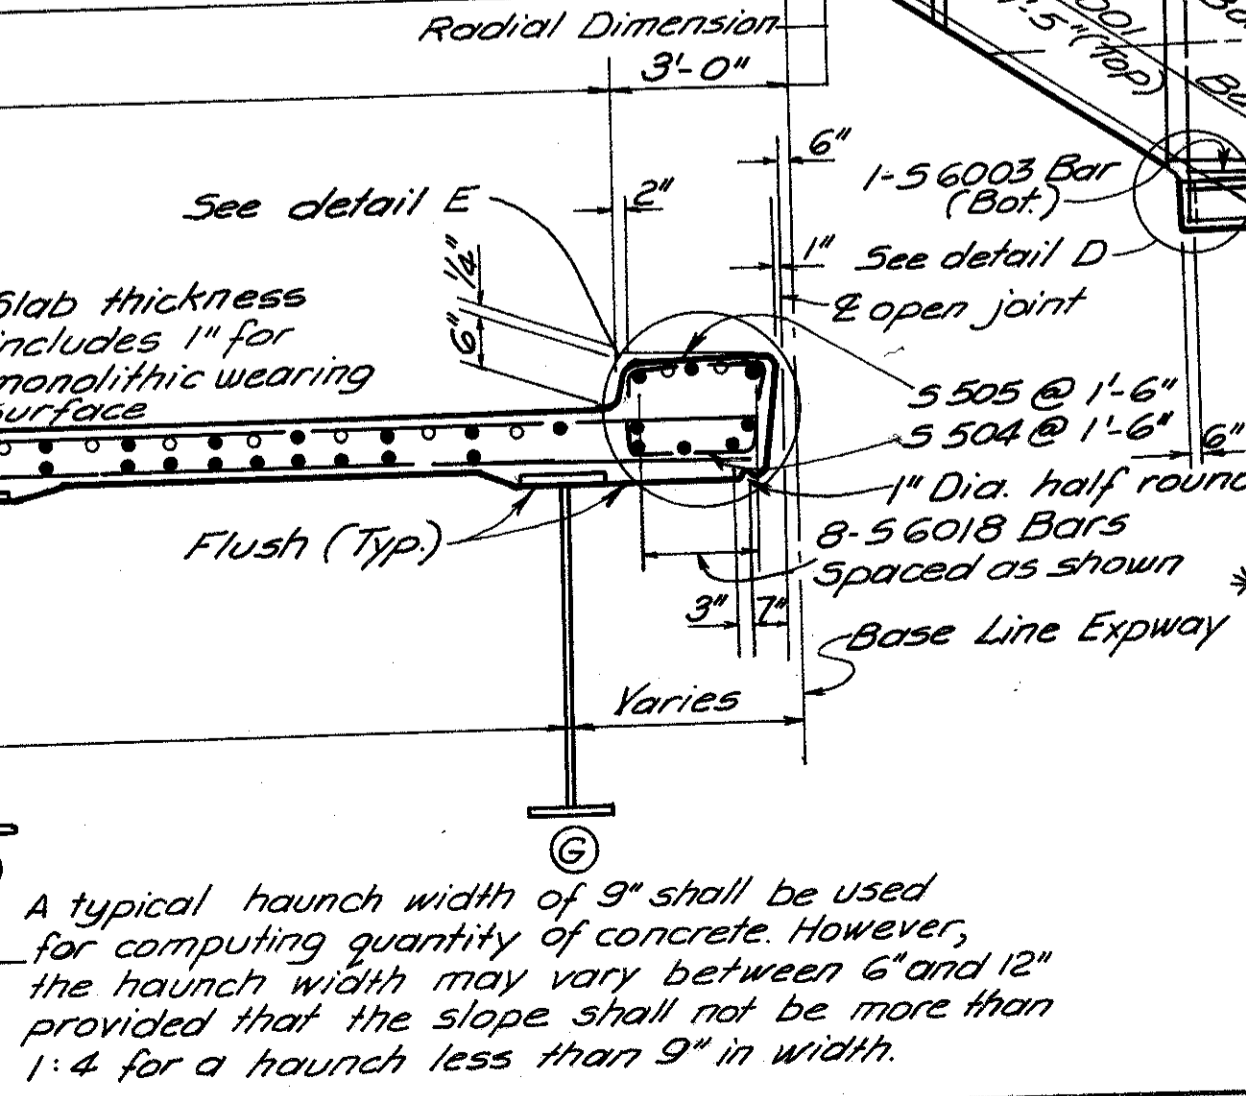 Radial Dimension
3'-0"
6"
1-S 6003 Bar
(Bot.)
See detail E
2"
1"
See detail D
1/4"
6"
℄ open joint
Slab thickness
includes 1" for
monolithic wearing
surface
S 505 @ 1'-6"
S 504 @ 1'-6"
6"
1" Dia. half round
Flush (Typ.)
8-S 6018 Bars
Spaced as shown
3"
7"
Base Line Expway
Varies
G
A typical haunch width of 9" shall be used
for computing quantity of concrete. However,
the haunch width may vary between 6" and 12"
provided that the slope shall not be more than
1:4 for a haunch less than 9" in width.
(Top)